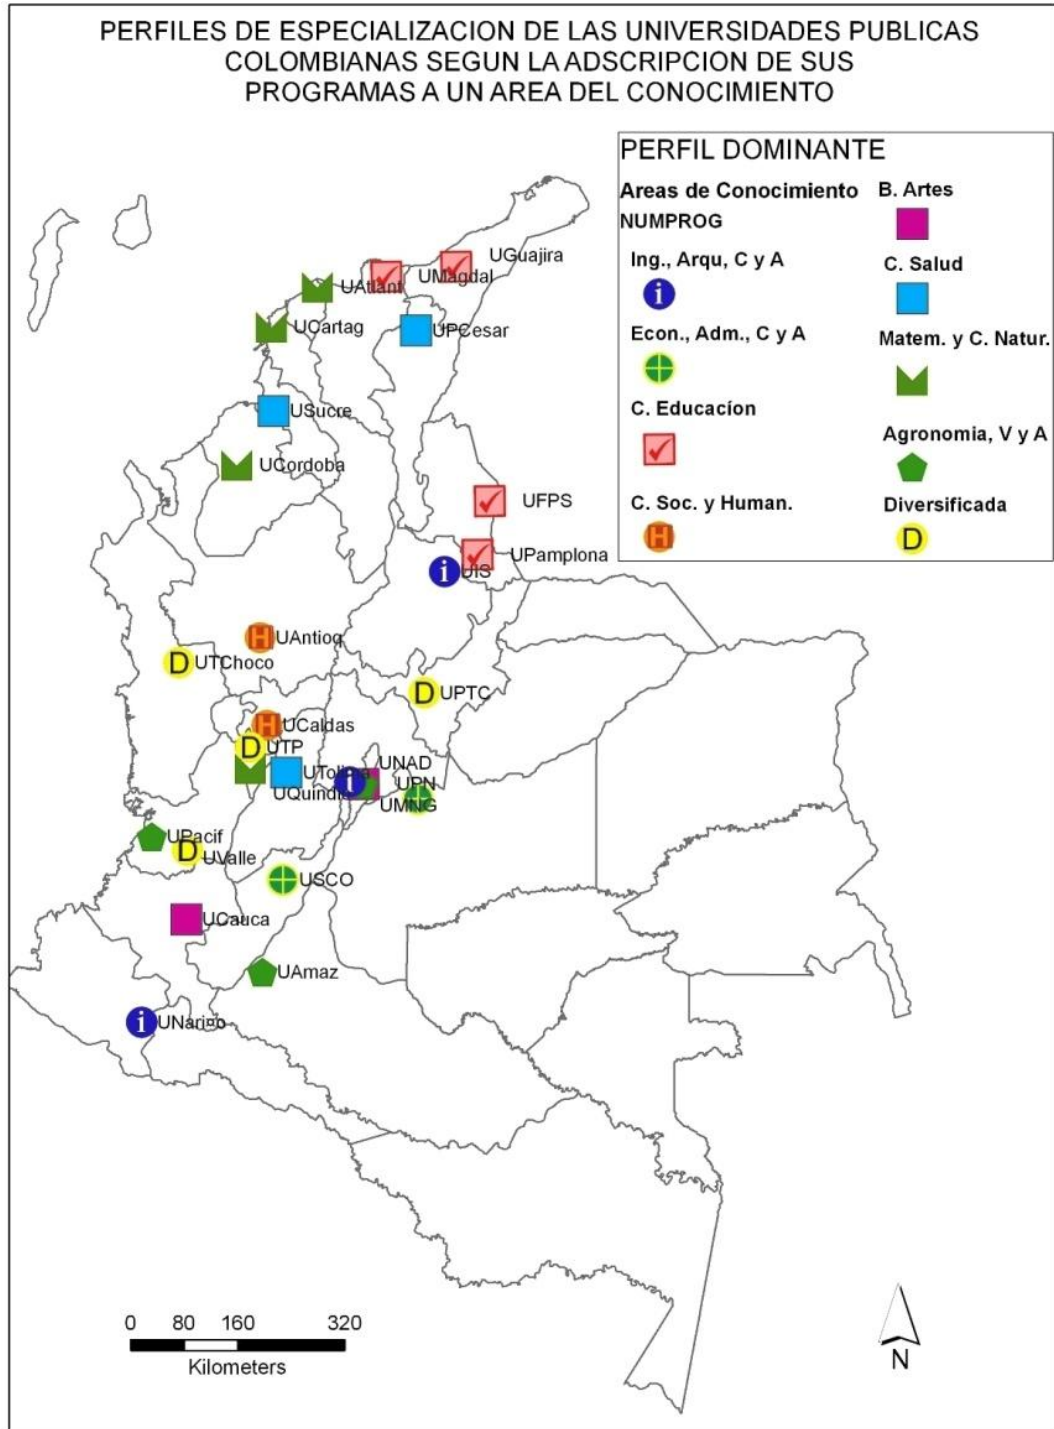 PERFILES DE ESPECIALIZACION DE LAS UNIVERSIDADES PUBLICAS
COLOMBIANAS SEGUN LA ADSCRIPCION DE SUS
PROGRAMAS A UN AREA DEL CONOCIMIENTO
PERFIL DOMINANTE
Areas de Conocimiento
NUMPROG
Ing., Arqu, C y A
i
Econ., Adm., C y A
C. Educacíon
C. Soc. y Human.
H
B. Artes
C. Salud
Matem. y C. Natur.
Agronomia, V y A
Diversificada
D
UGuajira
UMagdal
UAtlant
UCartag
UPCesar
USucre
UCordoba
UFPS
UPamplona
i UIS
H UAntioq
D UTChoco
D UPTC
H UCaldas
D UTP
UNAD
UTolima
i
UPN
UQuindio
UMNG
UPacif
D UValle
USCO
UCauca
UAmaz
i UNarino
0 80 160 320
Kilometers
N